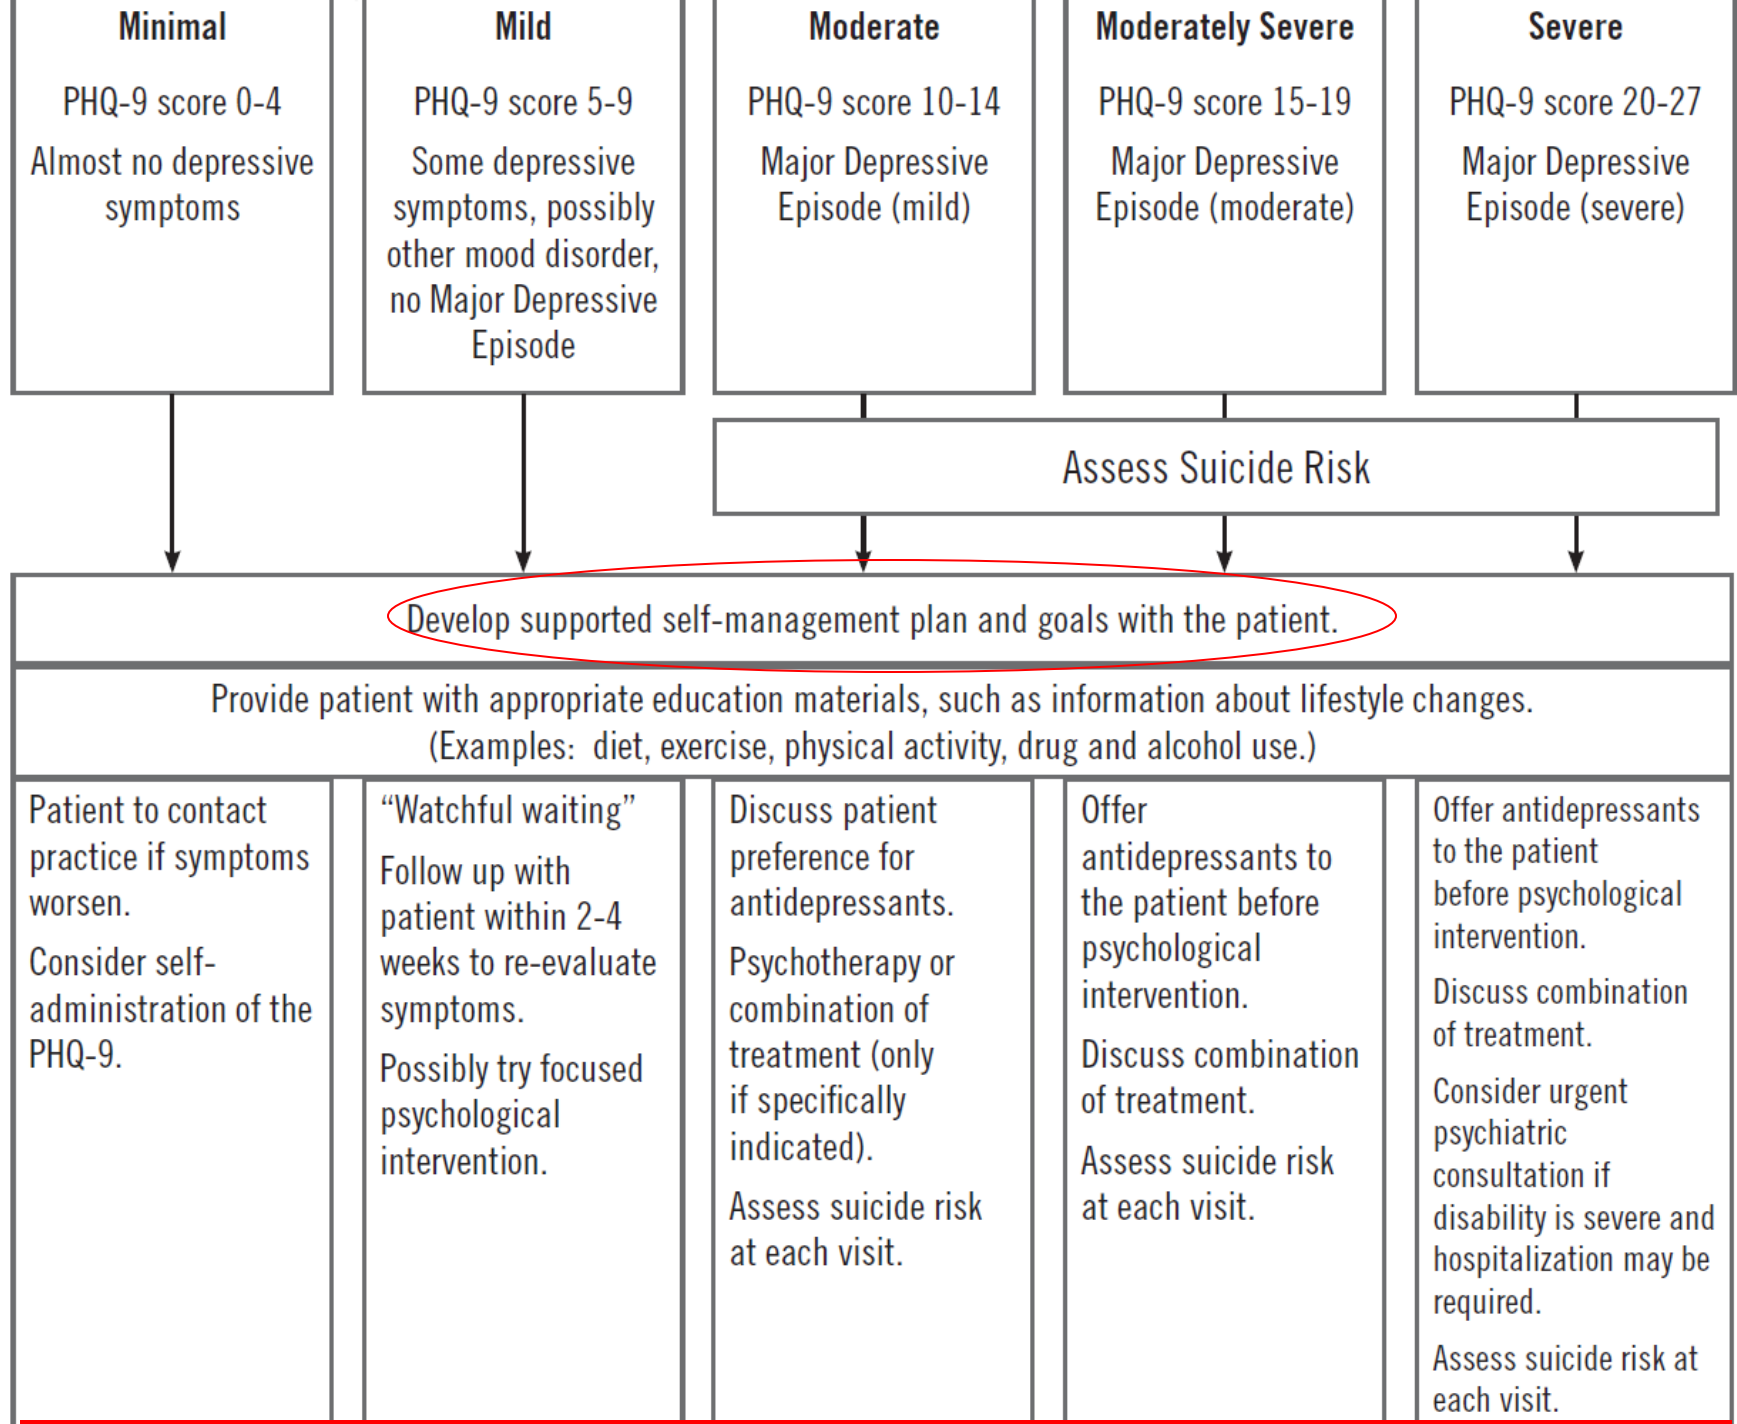 Minimal
PHQ-9 score 0-4
Almost no depressive
symptoms
Mild
PHQ-9 score 5-9
Some depressive
symptoms, possibly
other mood disorder,
no Major Depressive
Episode
Moderate
PHQ-9 score 10-14
Major Depressive
Episode (mild)
Moderately Severe
PHQ-9 score 15-19
Major Depressive
Episode (moderate)
Severe
PHQ-9 score 20-27
Major Depressive
Episode (severe)
Assess Suicide Risk
Develop supported self-management plan and goals with the patient.
Provide patient with appropriate education materials, such as information about lifestyle changes.
(Examples: diet, exercise, physical activity, drug and alcohol use.)
Patient to contact
practice if symptoms
worsen.
Consider self-
administration of the
PHQ-9.
“Watchful waiting”
Follow up with
patient within 2-4
weeks to re-evaluate
symptoms.
Possibly try focused
psychological
intervention.
Discuss patient
preference for
antidepressants.
Psychotherapy or
combination of
treatment (only
if specifically
indicated).
Assess suicide risk
at each visit.
Offer
antidepressants to
the patient before
psychological
intervention.
Discuss combination
of treatment.
Assess suicide risk
at each visit.
Offer antidepressants
to the patient
before psychological
intervention.
Discuss combination
of treatment.
Consider urgent
psychiatric
consultation if
disability is severe and
hospitalization may be
required.
Assess suicide risk at
each visit.